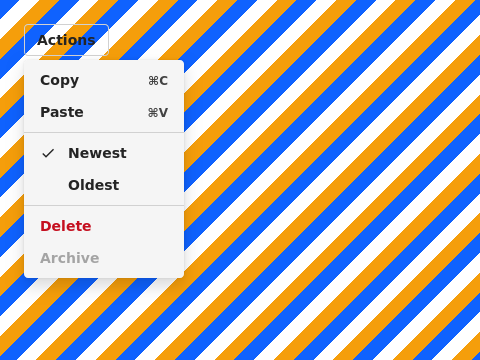 Actions
Copy ⌘C
Paste ⌘V
Newest
Oldest
Delete
Archive